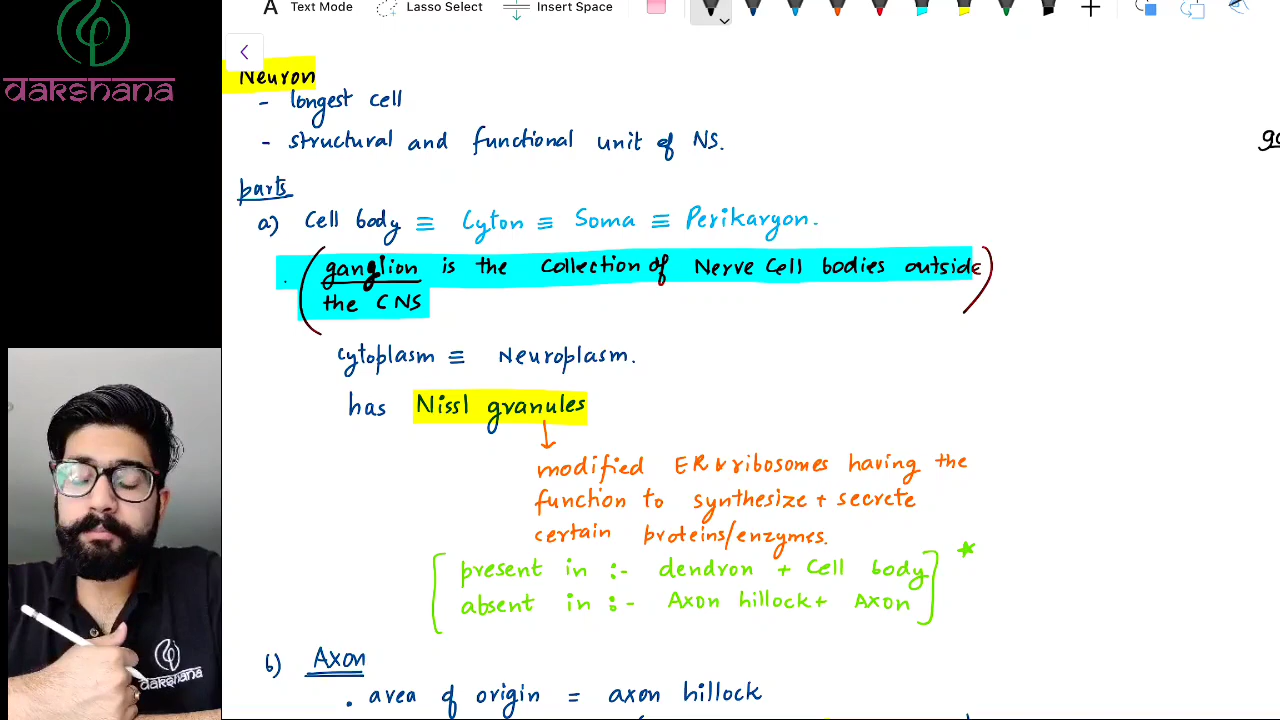 A Text Mode Lasso Select Insert Space
Neuron
- longest cell
- structural and functional unit of NS.
parts
a) Cell body ≡ Cyton ≡ Soma ≡ Perikaryon.
. (ganglion is the Collection of Nerve Cell bodies outside
the CNS)
cytoplasm ≡ Neuroplasm.
has Nissl granules
↓
modified ER & ribosomes having the
function to synthesize + secrete
certain proteins/enzymes.
[present in :- dendron + Cell body] *
[absent in :- Axon hillock + Axon]
b) Axon
. area of origin = axon hillock
dakshana
dakshana